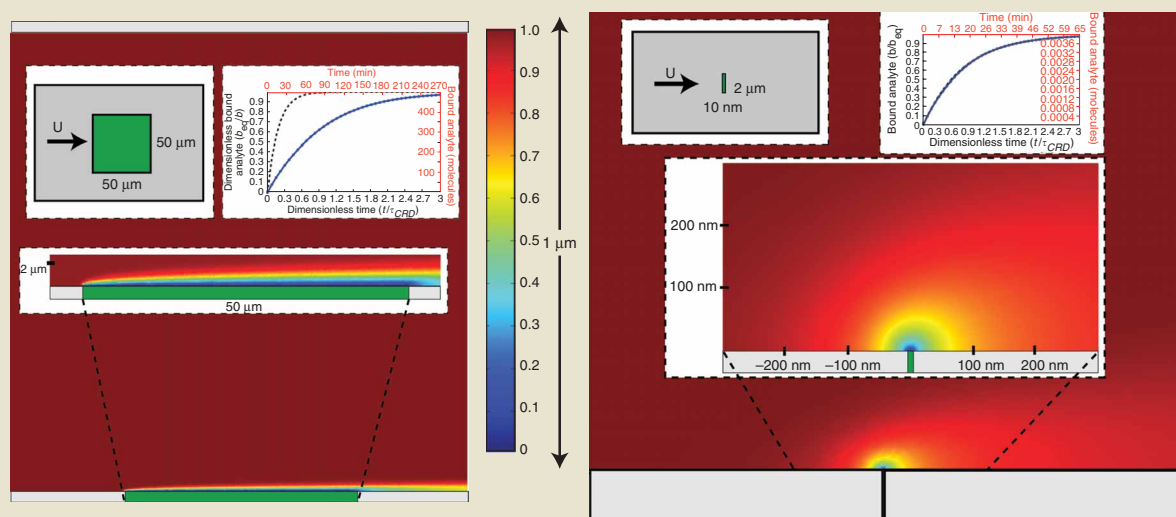 U
50 μm
50 μm
Time (min)
0 30 60 90 120 150 180 210 240 270
Dimensionless bound
analyte (b_eq/b)
0.9
0.8
0.7
0.6
0.5
0.4
0.3
0.2
0.1
0
400
300
200
100
Bound analyte (molecules)
0.3 0.6 0.9 1.2 1.5 1.8 2.1 2.4 2.7 3
Dimensionless time (t/τ_CRD)
2 μm
50 μm
1.0
0.9
0.8
0.7
0.6
0.5
0.4
0.3
0.2
0.1
0
1 μm
U
2 μm
10 nm
Time (min)
0 7 13 20 26 33 39 46 52 59 65
Bound analyte (b/b_eq)
0.9
0.8
0.7
0.6
0.5
0.4
0.3
0.2
0.1
0
0.0036
0.0032
0.0028
0.0024
0.0020
0.0016
0.0012
0.0008
0.0004
Bound analyte (molecules)
0 0.3 0.6 0.9 1.2 1.5 1.8 2.1 2.4 2.7 3
Dimensionless time (t/τ_CRD)
200 nm
100 nm
–200 nm
–100 nm
100 nm
200 nm